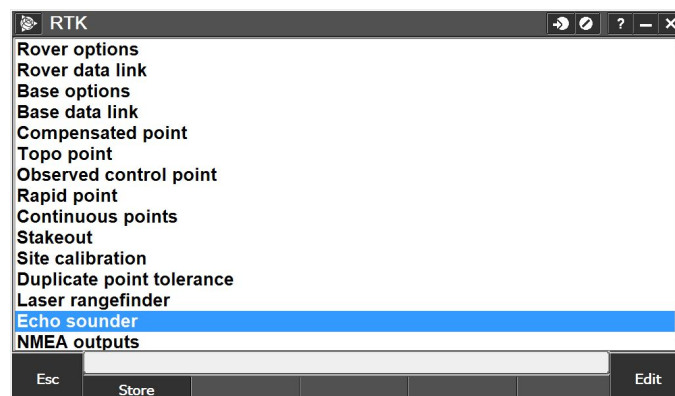 RTK ? – ×
Rover options
Rover data link
Base options
Base data link
Compensated point
Topo point
Observed control point
Rapid point
Continuous points
Stakeout
Site calibration
Duplicate point tolerance
Laser rangefinder
Echo sounder
NMEA outputs
Esc Store Edit